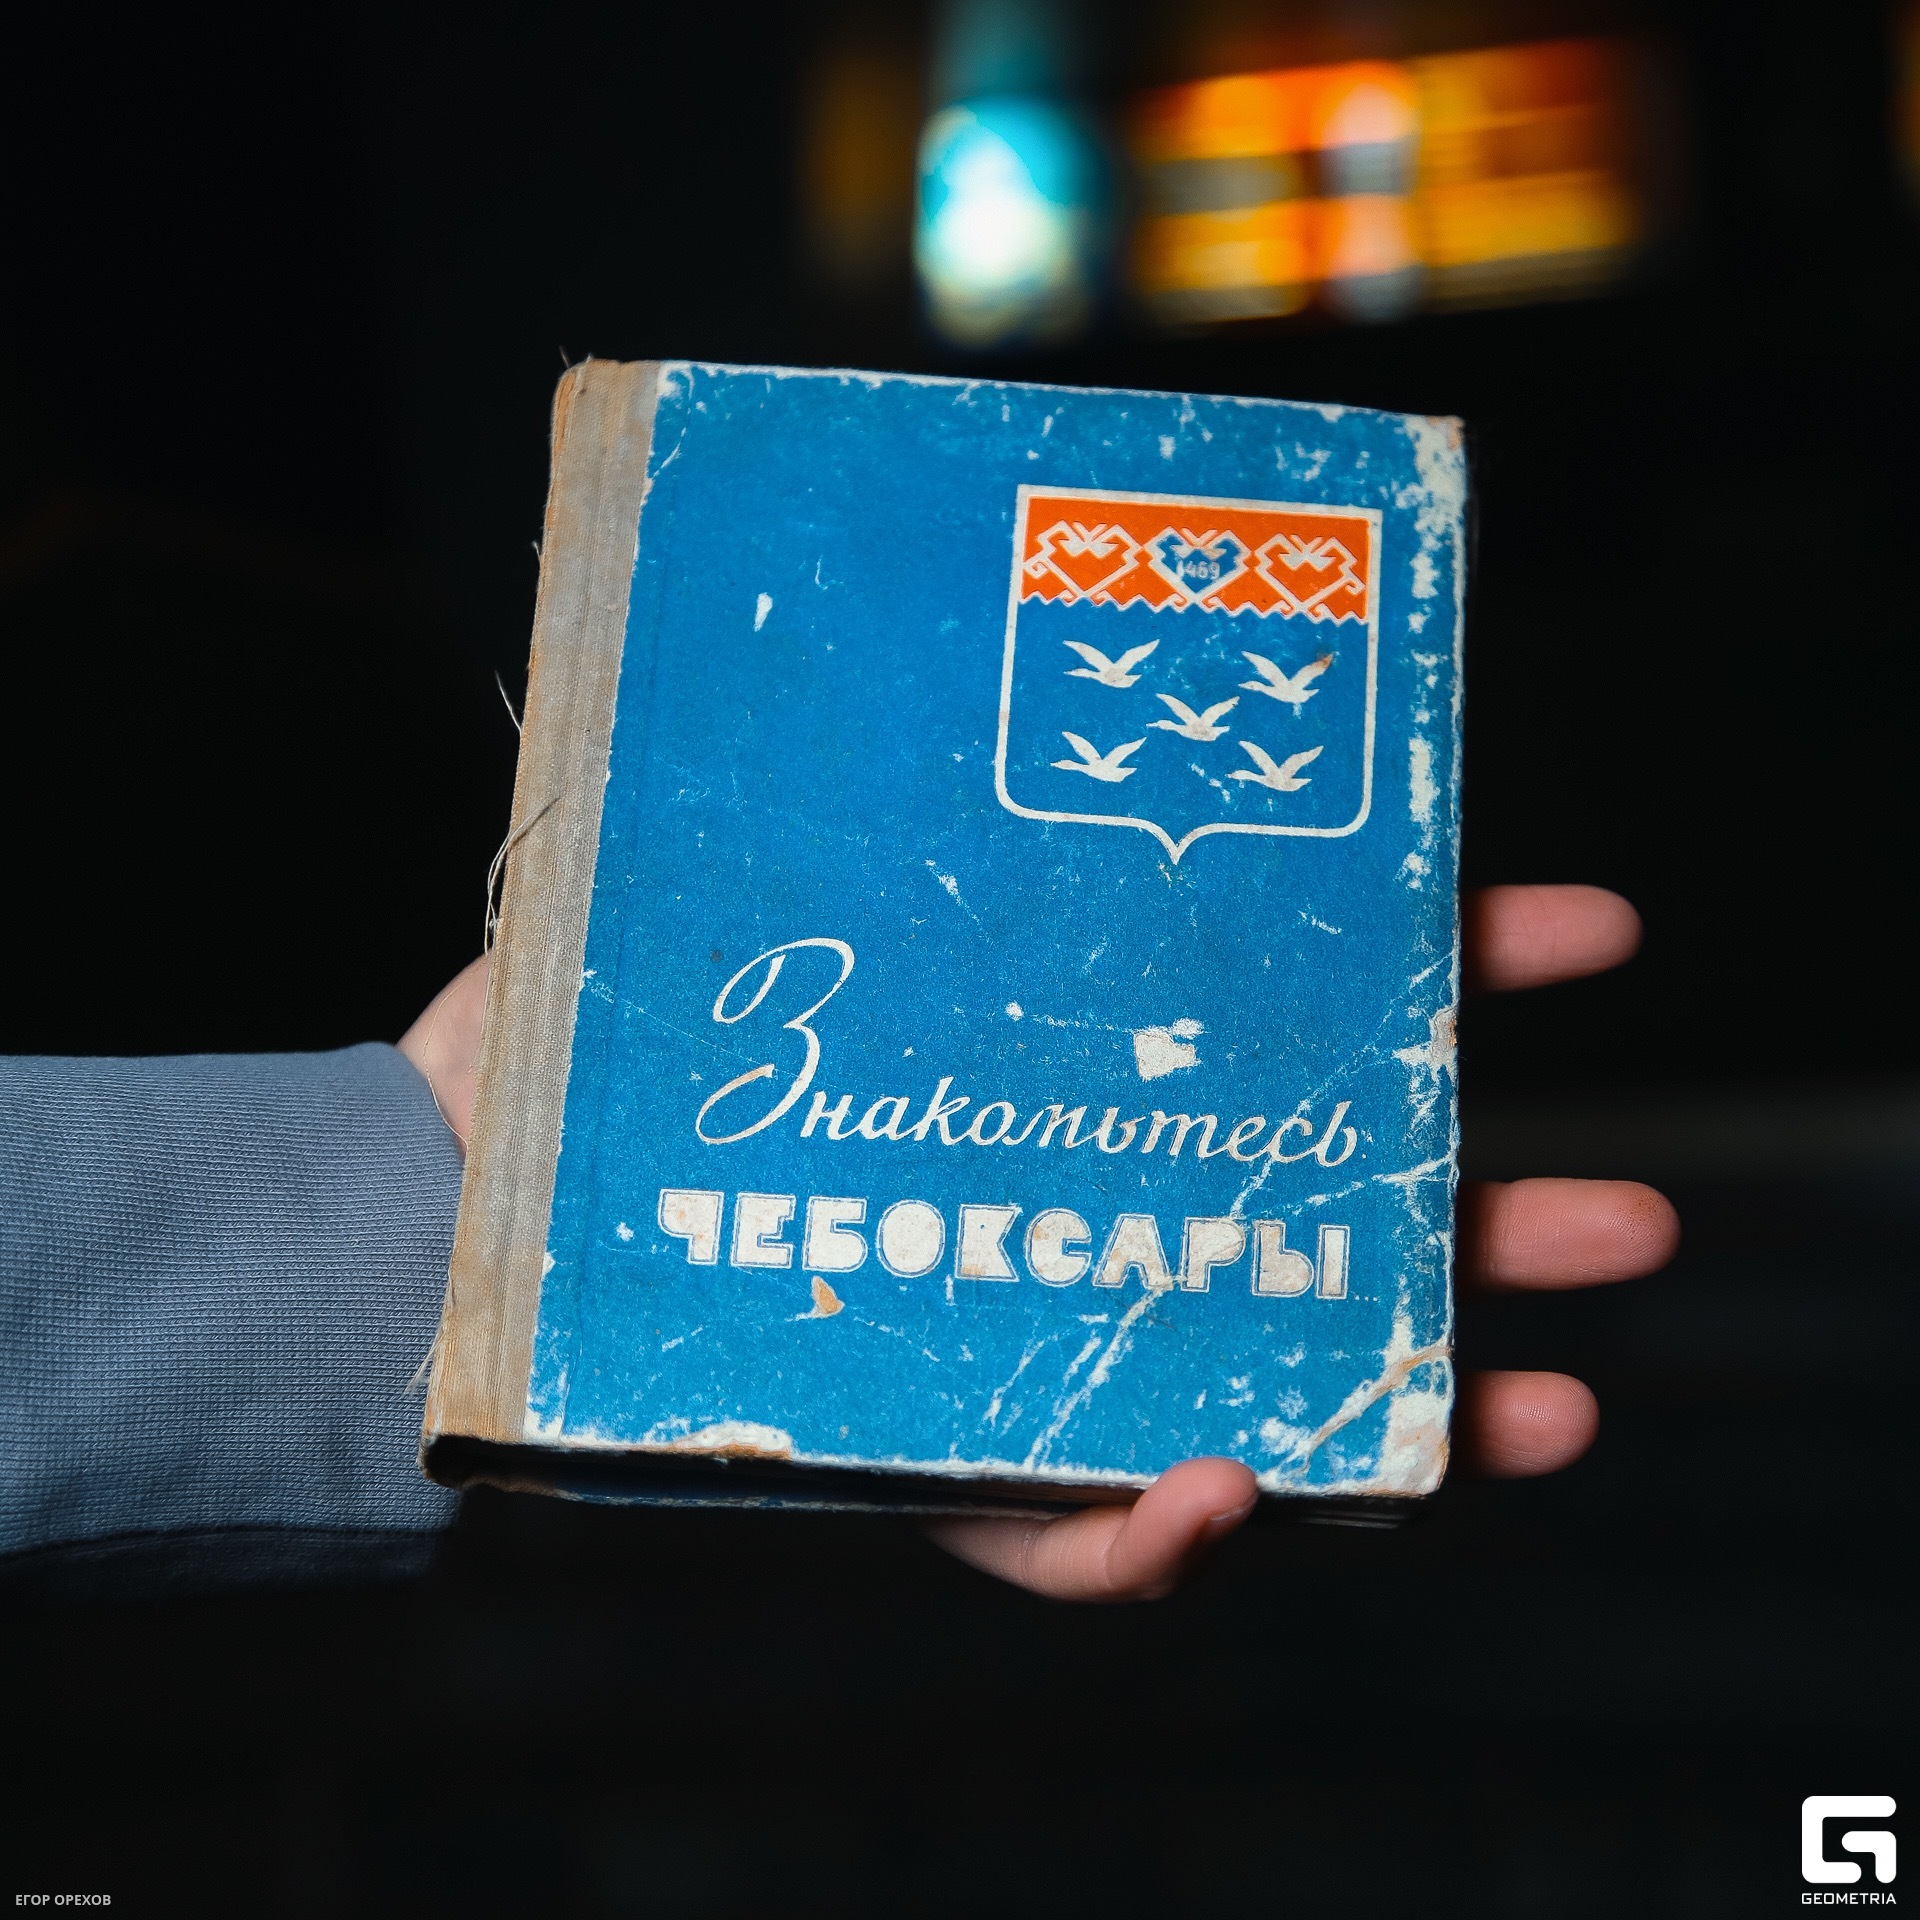 1469
Знакомьтесь
ЧЕБОКСАРЫ...
ЕГОР ОРЕХОВ
GEOMETRIA